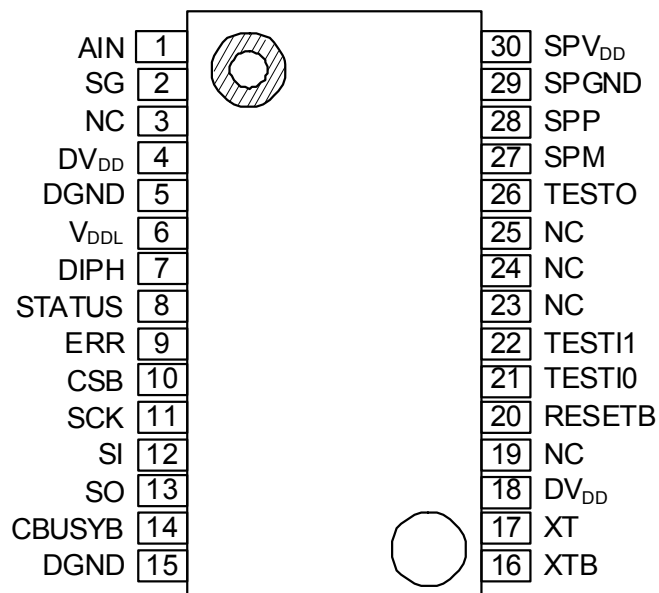 AIN 1 30 SPVDD
SG 2 29 SPGND
NC 3 28 SPP
DVDD 4 27 SPM
DGND 5 26 TESTO
VDDL 6 25 NC
DIPH 7 24 NC
STATUS 8 23 NC
ERR 9 22 TESTI1
CSB 10 21 TESTI0
SCK 11 20 RESETB
SI 12 19 NC
SO 13 18 DVDD
CBUSYB 14 17 XT
DGND 15 16 XTB